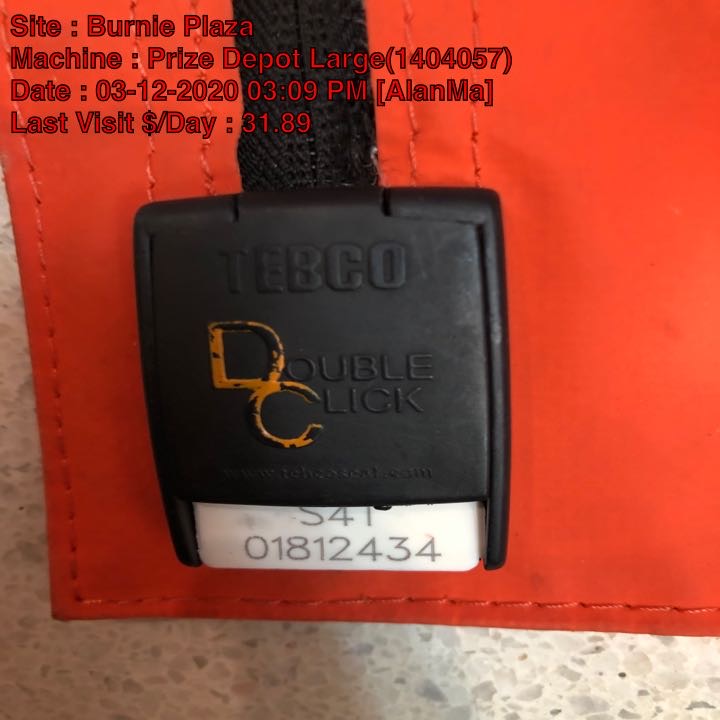 Site : Burnie Plaza
Machine : Prize Depot Large(1404057)
Date : 03-12-2020 03:09 PM [AlanMa]
Last Visit $/Day : 31.89
TEBCO
DOUBLE
CLICK
S41
01812434